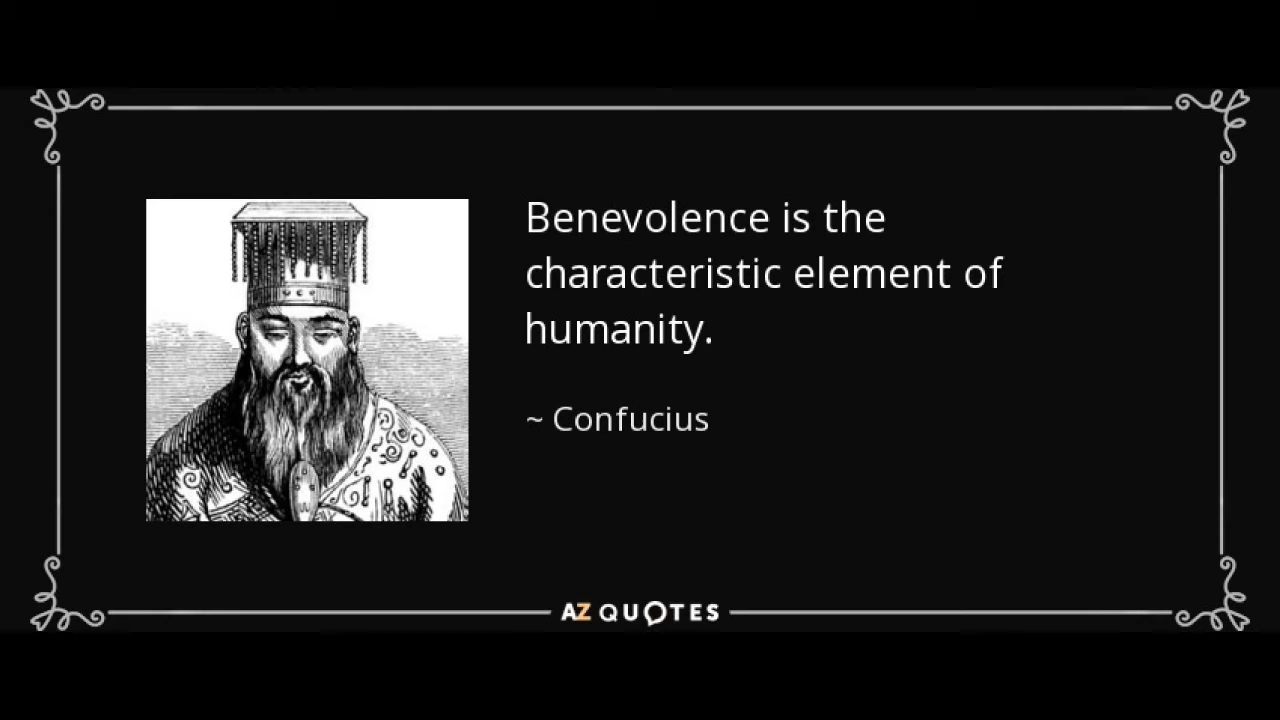 Benevolence is the
characteristic element of
humanity.
~ Confucius
AZ QUOTES